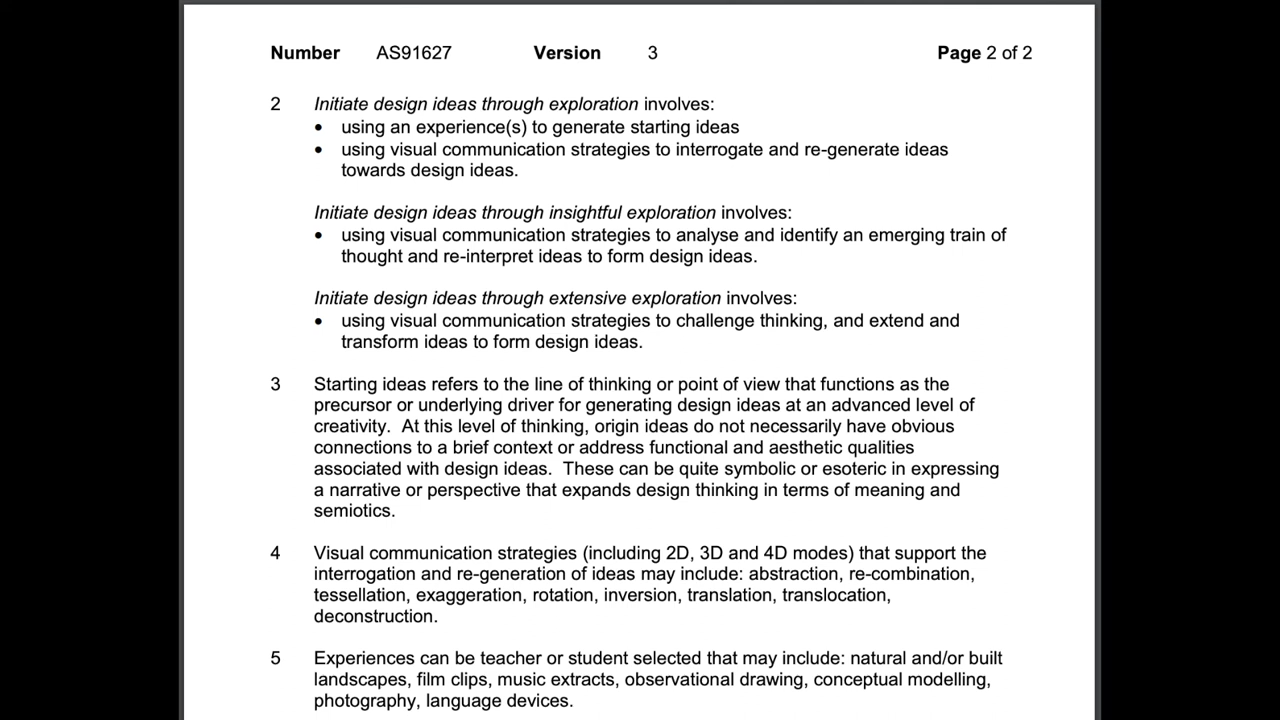 Number AS91627 Version 3 Page 2 of 2
2 Initiate design ideas through exploration involves:
• using an experience(s) to generate starting ideas
• using visual communication strategies to interrogate and re-generate ideas
towards design ideas.
Initiate design ideas through insightful exploration involves:
• using visual communication strategies to analyse and identify an emerging train of
thought and re-interpret ideas to form design ideas.
Initiate design ideas through extensive exploration involves:
• using visual communication strategies to challenge thinking, and extend and
transform ideas to form design ideas.
3 Starting ideas refers to the line of thinking or point of view that functions as the
precursor or underlying driver for generating design ideas at an advanced level of
creativity. At this level of thinking, origin ideas do not necessarily have obvious
connections to a brief context or address functional and aesthetic qualities
associated with design ideas. These can be quite symbolic or esoteric in expressing
a narrative or perspective that expands design thinking in terms of meaning and
semiotics.
4 Visual communication strategies (including 2D, 3D and 4D modes) that support the
interrogation and re-generation of ideas may include: abstraction, re-combination,
tessellation, exaggeration, rotation, inversion, translation, translocation,
deconstruction.
5 Experiences can be teacher or student selected that may include: natural and/or built
landscapes, film clips, music extracts, observational drawing, conceptual modelling,
photography, language devices.